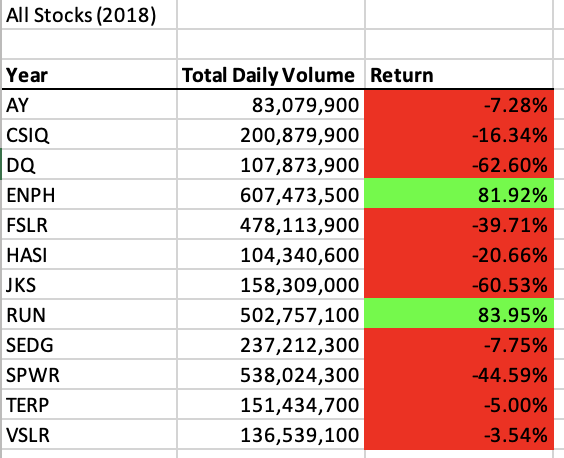 All Stocks (2018)
Year Total Daily Volume Return
AY 83,079,900 -7.28%
CSIQ 200,879,900 -16.34%
DQ 107,873,900 -62.60%
ENPH 607,473,500 81.92%
FSLR 478,113,900 -39.71%
HASI 104,340,600 -20.66%
JKS 158,309,000 -60.53%
RUN 502,757,100 83.95%
SEDG 237,212,300 -7.75%
SPWR 538,024,300 -44.59%
TERP 151,434,700 -5.00%
VSLR 136,539,100 -3.54%